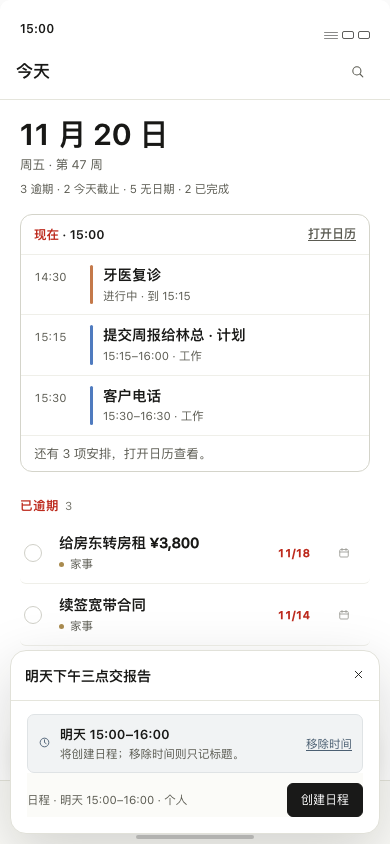 15:00
今天
11 月 20 日
周五 · 第 47 周
3 逾期 · 2 今天截止 · 5 无日期 · 2 已完成
现在 · 15:00 打开日历
14:30 牙医复诊
进行中 · 到 15:15
15:15 提交周报给林总 · 计划
15:15–16:00 · 工作
15:30 客户电话
15:30–16:30 · 工作
还有 3 项安排，打开日历查看。
已逾期 3
给房东转房租 ¥3,800 11/18
家事
续签宽带合同 11/14
家事
明天下午三点交报告
明天 15:00–16:00
将创建日程；移除时间则只记标题。 移除时间
日程 · 明天 15:00–16:00 · 个人 创建日程